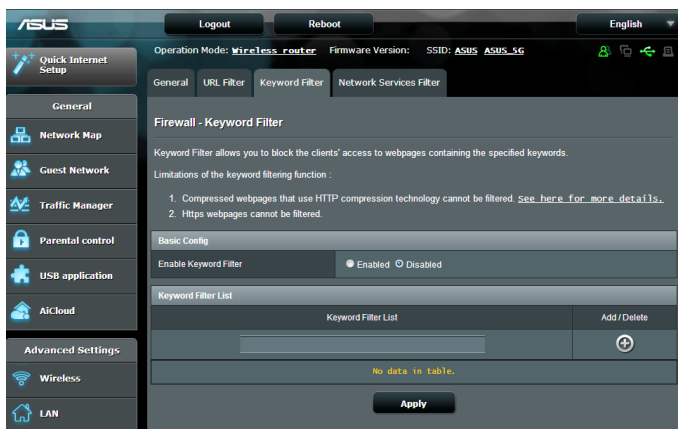 ASUS
Logout
Reboot
English
Operation Mode: Wireless router Firmware Version: SSID: ASUS ASUS_5G
Quick Internet
Setup
General
Network Map
Guest Network
Traffic Manager
Parental control
USB application
AiCloud
Advanced Settings
Wireless
LAN
General
URL Filter
Keyword Filter
Network Services Filter
Firewall - Keyword Filter
Keyword Filter allows you to block the clients' access to webpages containing the specified keywords.
Limitations of the keyword filtering function :
1. Compressed webpages that use HTTP compression technology cannot be filtered. See here for more details.
2. Https webpages cannot be filtered.
Basic Config
Enable Keyword Filter
Enabled Disabled
Keyword Filter List
Keyword Filter List
Add / Delete
No data in table.
Apply